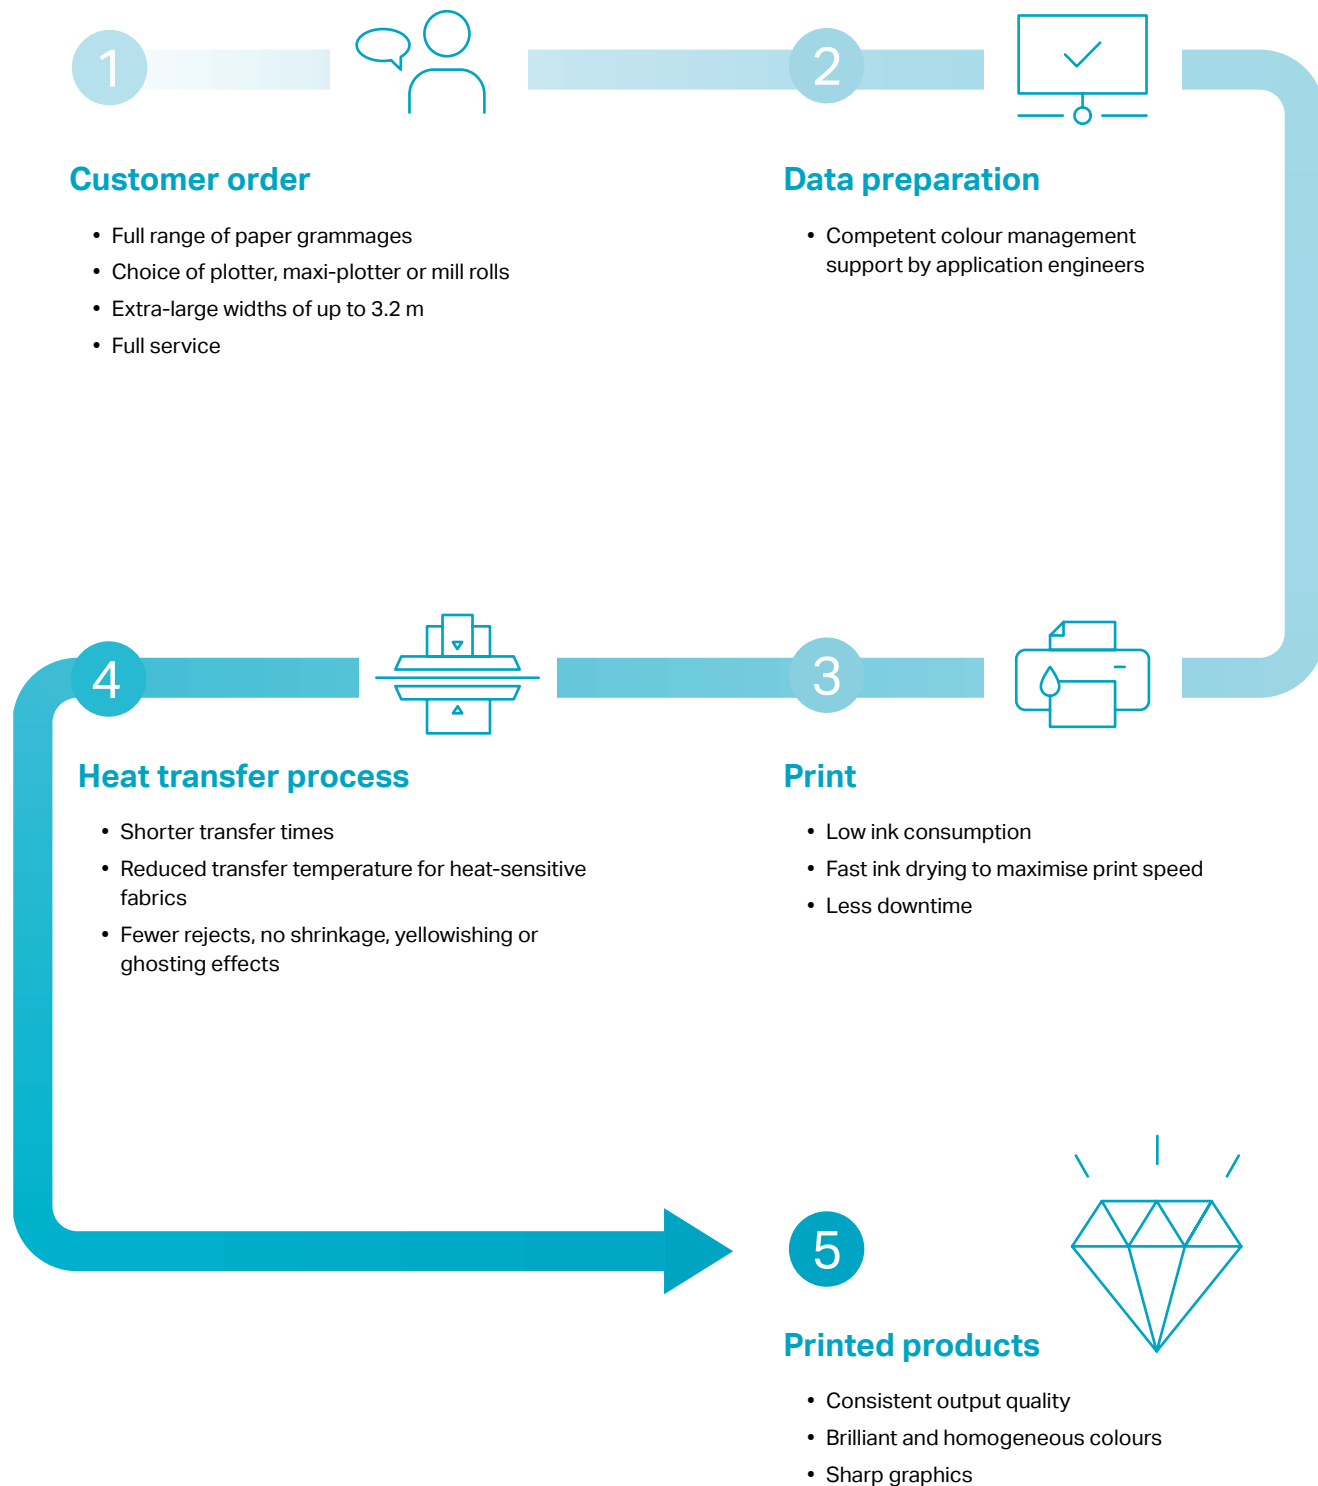 1
Customer order
• Full range of paper grammages
• Choice of plotter, maxi-plotter or mill rolls
• Extra-large widths of up to 3.2 m
• Full service
2
Data preparation
• Competent colour management
support by application engineers
3
Print
• Low ink consumption
• Fast ink drying to maximise print speed
• Less downtime
4
Heat transfer process
• Shorter transfer times
• Reduced transfer temperature for heat-sensitive
fabrics
• Fewer rejects, no shrinkage, yellowishing or
ghosting effects
5
Printed products
• Consistent output quality
• Brilliant and homogeneous colours
• Sharp graphics